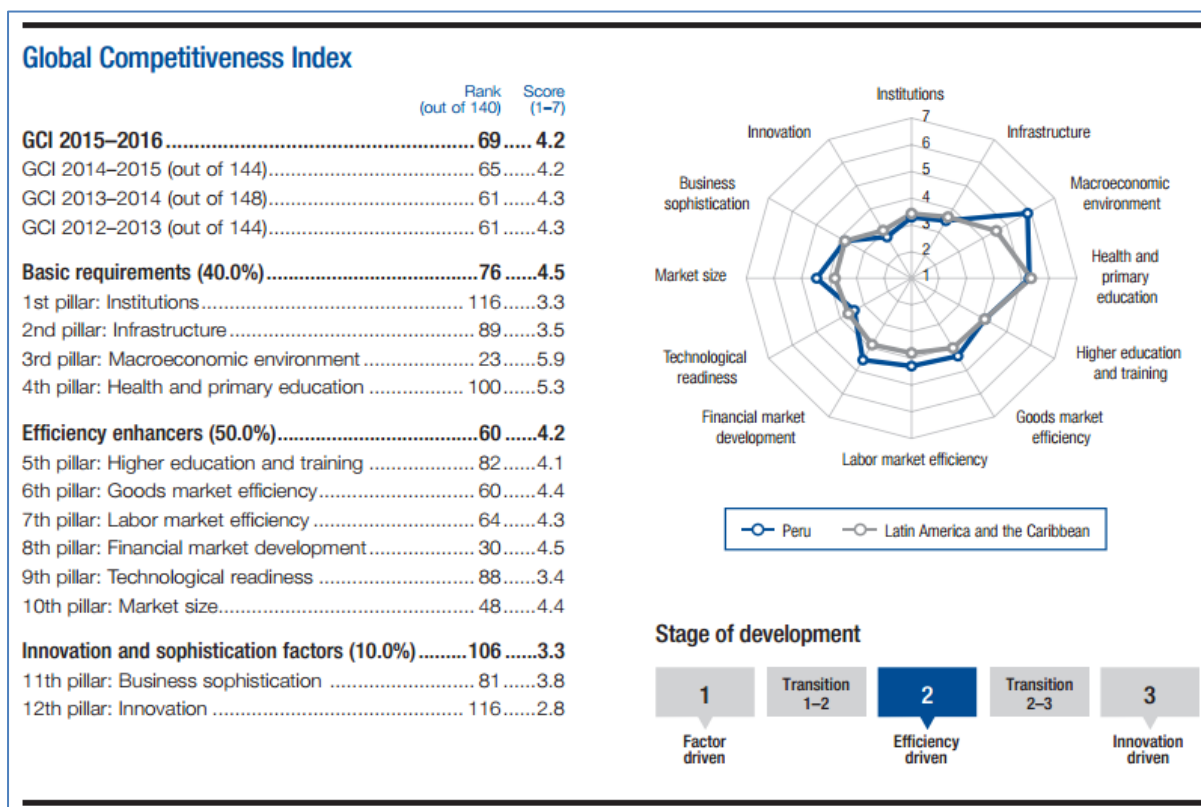 Global Competitiveness Index
Rank Score
(out of 140) (1–7)
GCI 2015–2016 69 4.2
GCI 2014–2015 (out of 144) 65 4.2
GCI 2013–2014 (out of 148) 61 4.3
GCI 2012–2013 (out of 144) 61 4.3
Basic requirements (40.0%) 76 4.5
1st pillar: Institutions 116 3.3
2nd pillar: Infrastructure 89 3.5
3rd pillar: Macroeconomic environment 23 5.9
4th pillar: Health and primary education 100 5.3
Efficiency enhancers (50.0%) 60 4.2
5th pillar: Higher education and training 82 4.1
6th pillar: Goods market efficiency 60 4.4
7th pillar: Labor market efficiency 64 4.3
8th pillar: Financial market development 30 4.5
9th pillar: Technological readiness 88 3.4
10th pillar: Market size 48 4.4
Innovation and sophistication factors (10.0%) 106 3.3
11th pillar: Business sophistication 81 3.8
12th pillar: Innovation 116 2.8
Institutions
Infrastructure
Macroeconomic
environment
Health and
primary
education
Higher education
and training
Goods market
efficiency
Labor market efficiency
Financial market
development
Technological
readiness
Market size
Business
sophistication
Innovation
7
6
5
4
3
2
1
Peru
Latin America and the Caribbean
Stage of development
1
Transition
1–2
2
Transition
2–3
3
Factor
driven
Efficiency
driven
Innovation
driven